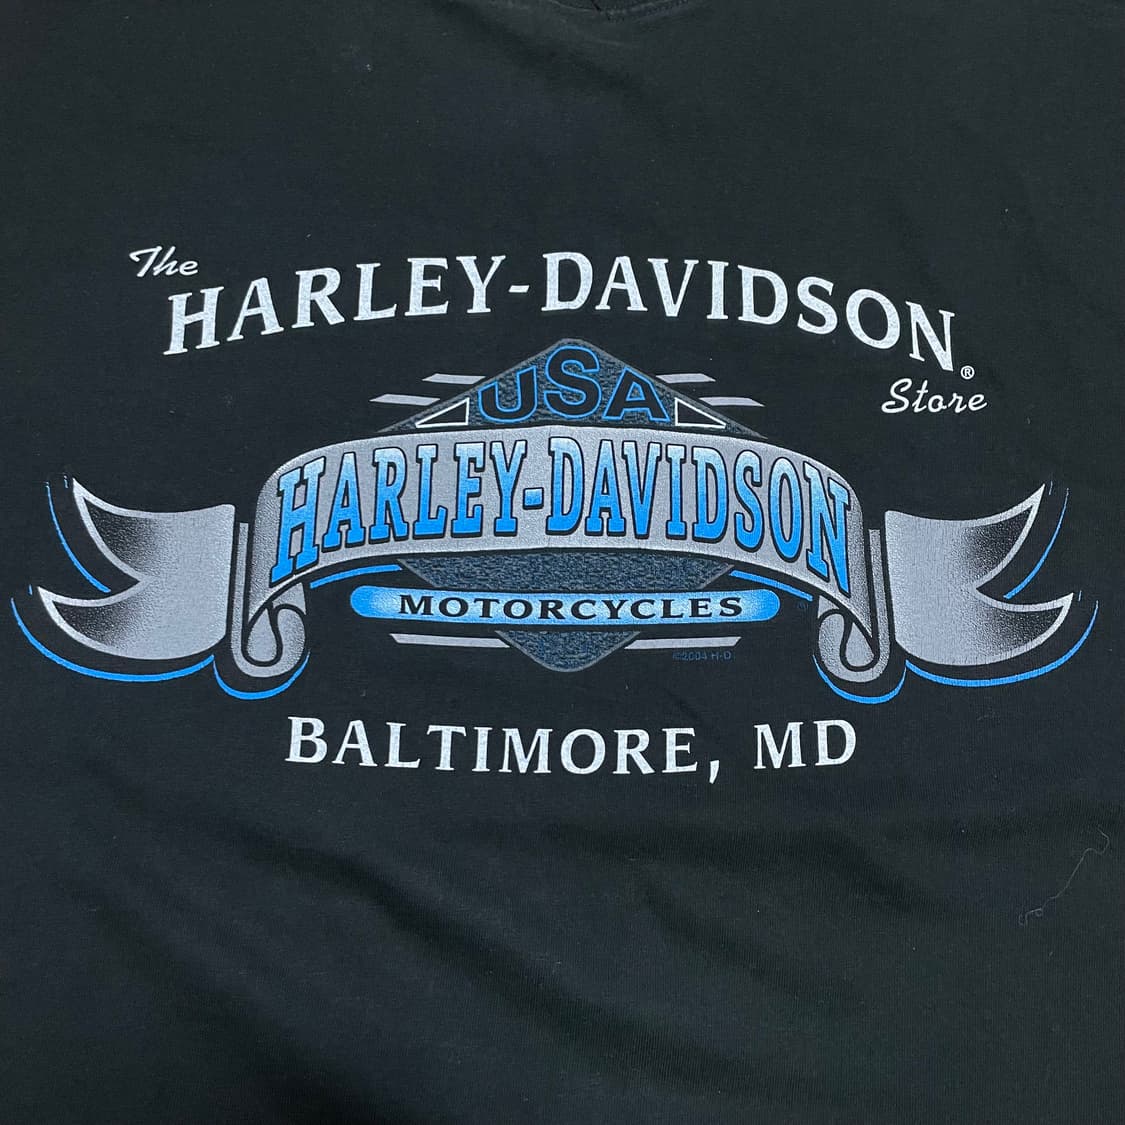 The
HARLEY-DAVIDSON®
Store
USA
HARLEY-DAVIDSON
MOTORCYCLES
©2004 H-D
BALTIMORE, MD